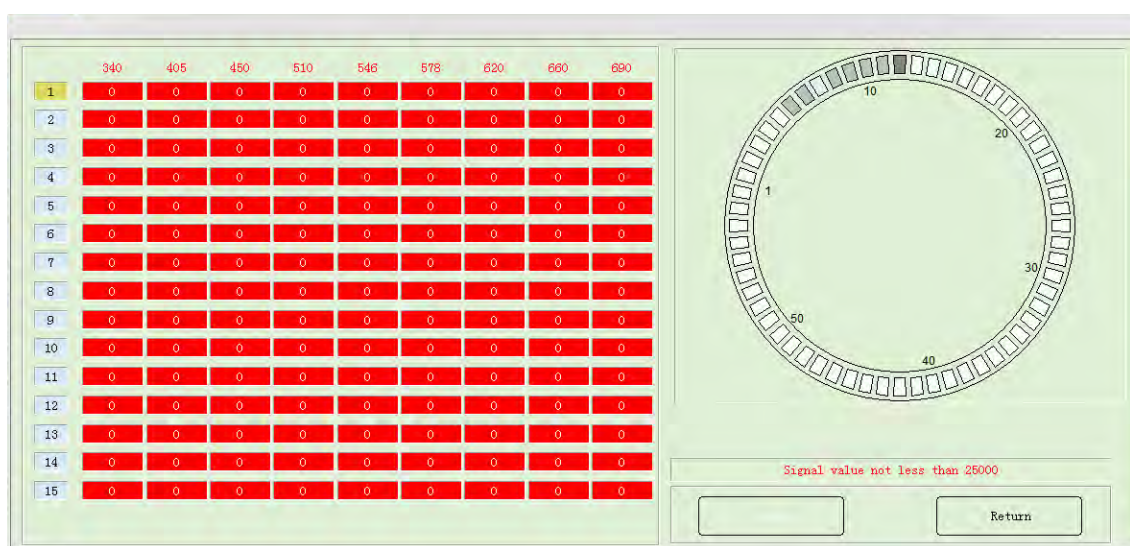 340 405 450 510 546 578 620 660 690
1 0 0 0 0 0 0 0 0 0
2 0 0 0 0 0 0 0 0 0
3 0 0 0 0 0 0 0 0 0
4 0 0 0 0 0 0 0 0 0
5 0 0 0 0 0 0 0 0 0
6 0 0 0 0 0 0 0 0 0
7 0 0 0 0 0 0 0 0 0
8 0 0 0 0 0 0 0 0 0
9 0 0 0 0 0 0 0 0 0
10 0 0 0 0 0 0 0 0 0
11 0 0 0 0 0 0 0 0 0
12 0 0 0 0 0 0 0 0 0
13 0 0 0 0 0 0 0 0 0
14 0 0 0 0 0 0 0 0 0
15 0 0 0 0 0 0 0 0 0
10
20
1
30
50
40
Signal value not less than 25000
Return